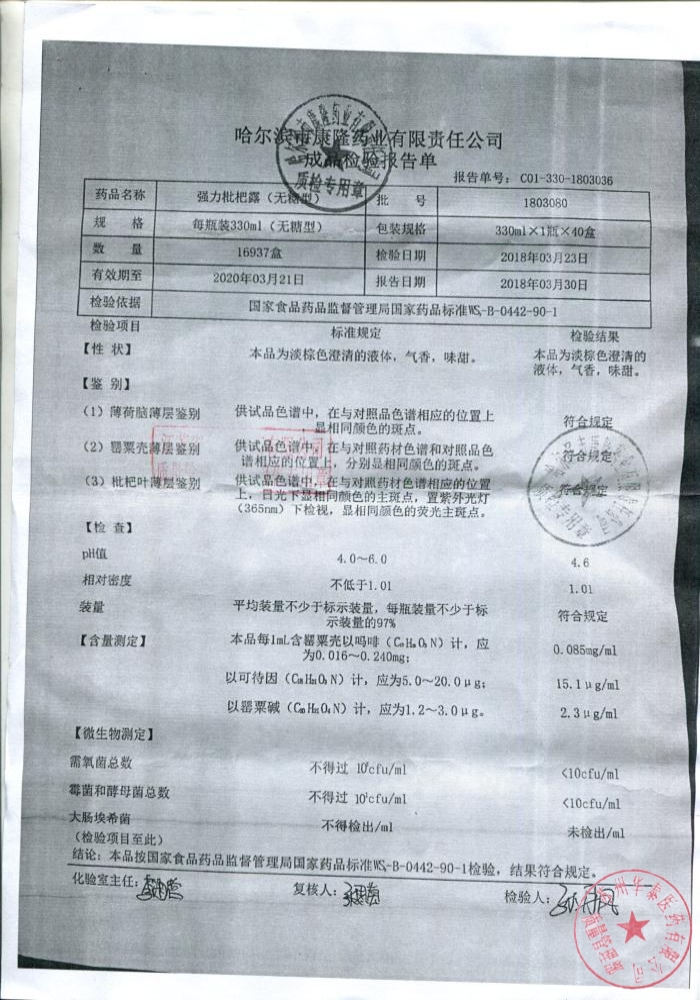 哈尔滨市康隆药业有限责任公司
成品检验报告单
质检专用章
报告单号：C01-330-1803036
药品名称 强力枇杷露（无糖型） 批 号 1803080
规 格 每瓶装330ml（无糖型） 包装规格 330ml×1瓶×40盒
数 量 16937盒 检验日期 2018年03月23日
有效期至 2020年03月21日 报告日期 2018年03月30日
检验依据 国家食品药品监督管理局国家药品标准WS-B-0442-90-1
检验项目 标准规定 检验结果
【性 状】 本品为淡棕色澄清的液体，气香，味甜。 本品为淡棕色澄清的
液体，气香，味甜。
【鉴 别】
（1）薄荷脑薄层鉴别 供试品色谱中，在与对照品色谱相应的位置上 符合规定
，显相同颜色的斑点。
（2）罂粟壳薄层鉴别 供试品色谱中，在与对照药材色谱和对照品色 符合规定
谱相应的位置上，分别显相同颜色的斑点。
（3）枇杷叶薄层鉴别 供试品色谱中，在与对照药材色谱相应的位置 符合规定
上，日光下显相同颜色的主斑点，置紫外光灯
（365nm）下检视，显相同颜色的荧光主斑点。
质检专用章
【检 查】
pH值 4.0～6.0 4.6
相对密度 不低于1.01 1.01
装量 平均装量不少于标示装量，每瓶装量不少于标 符合规定
示装量的97%
【含量测定】 本品每1mL含罂粟壳以吗啡（C H O N）计，应 0.085mg/ml
为0.016～0.240mg；
以可待因（C H O N）计，应为5.0～20.0μg； 15.1μg/ml
以罂粟碱（C H O N）计，应为1.2～3.0μg。 2.3μg/ml
【微生物测定】
需氧菌总数 不得过 cfu/ml <10cfu/ml
霉菌和酵母菌总数 不得过 cfu/ml <10cfu/ml
大肠埃希菌 不得检出/ml 未检出/ml
（检验项目至此）
结论：本品按国家食品药品监督管理局国家药品标准WS-B-0442-90-1检验，结果符合规定。
化验室主任： 复核人： 检验人：
州华泰医药有限公司
质量管理部